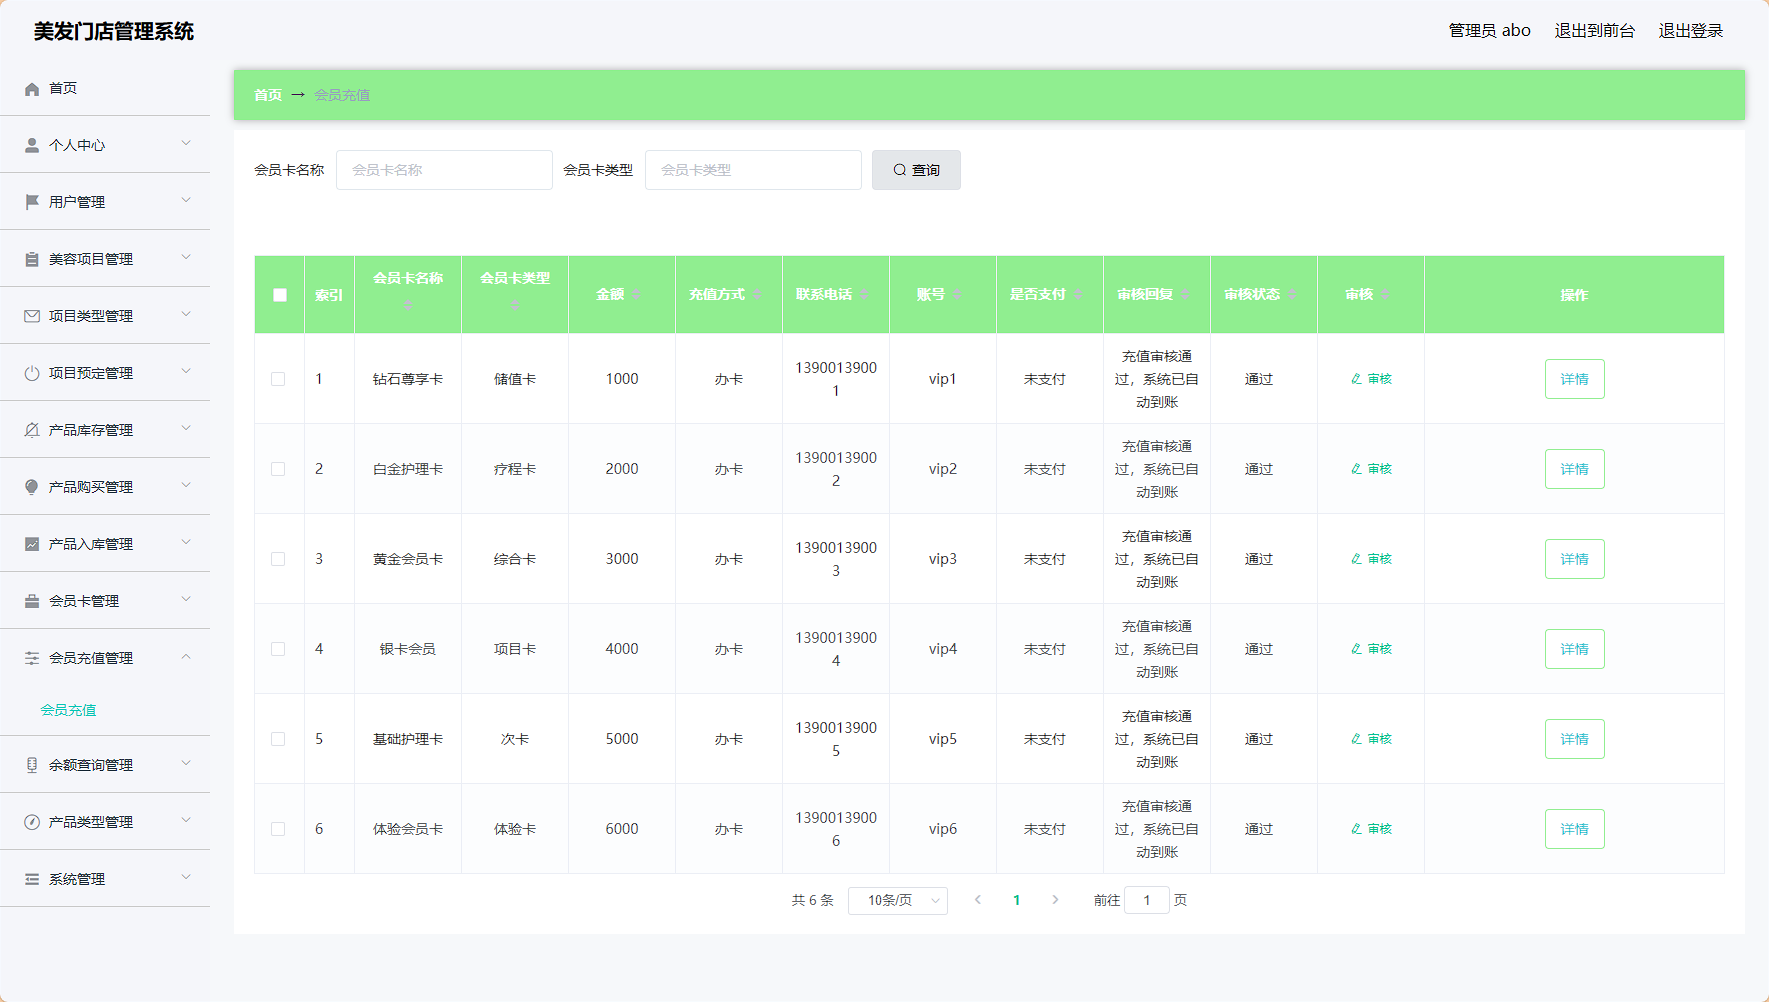 美发门店管理系统
管理员 abo 退出到前台 退出登录
首页
个人中心
用户管理
美容项目管理
项目类型管理
项目预定管理
产品库存管理
产品购买管理
产品入库管理
会员卡管理
会员充值管理
会员充值
余额查询管理
产品类型管理
系统管理
首页 → 会员充值
会员卡名称 会员卡名称 会员卡类型 会员卡类型 查询
索引 会员卡名称 会员卡类型 金额 充值方式 联系电话 账号 是否支付 审核回复 审核状态 审核 操作
1 钻石尊享卡 储值卡 1000 办卡 13900139001 vip1 未支付 充值审核通过，系统已自动到账 通过 审核 详情
2 白金护理卡 疗程卡 2000 办卡 13900139002 vip2 未支付 充值审核通过，系统已自动到账 通过 审核 详情
3 黄金会员卡 综合卡 3000 办卡 13900139003 vip3 未支付 充值审核通过，系统已自动到账 通过 审核 详情
4 银卡会员 项目卡 4000 办卡 13900139004 vip4 未支付 充值审核通过，系统已自动到账 通过 审核 详情
5 基础护理卡 次卡 5000 办卡 13900139005 vip5 未支付 充值审核通过，系统已自动到账 通过 审核 详情
6 体验会员卡 体验卡 6000 办卡 13900139006 vip6 未支付 充值审核通过，系统已自动到账 通过 审核 详情
共 6 条 10条/页 1 前往 1 页